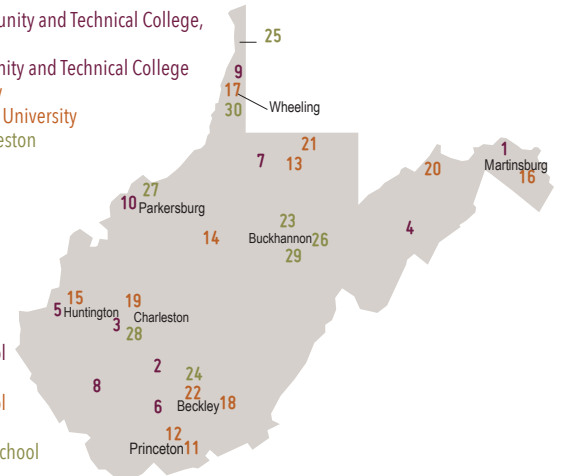 unity and Technical College,
nity and Technical College
University
eston
ol
ol
chool
25
9
17
Wheeling
30
21
7
13
1
Martinsburg
16
20
27
10 Parkersburg
23
4
14
Buckhannon 26
29
15
19
5 Huntington
Charleston
3
28
2
24
8
22
6
Beckley 18
12
Princeton 11